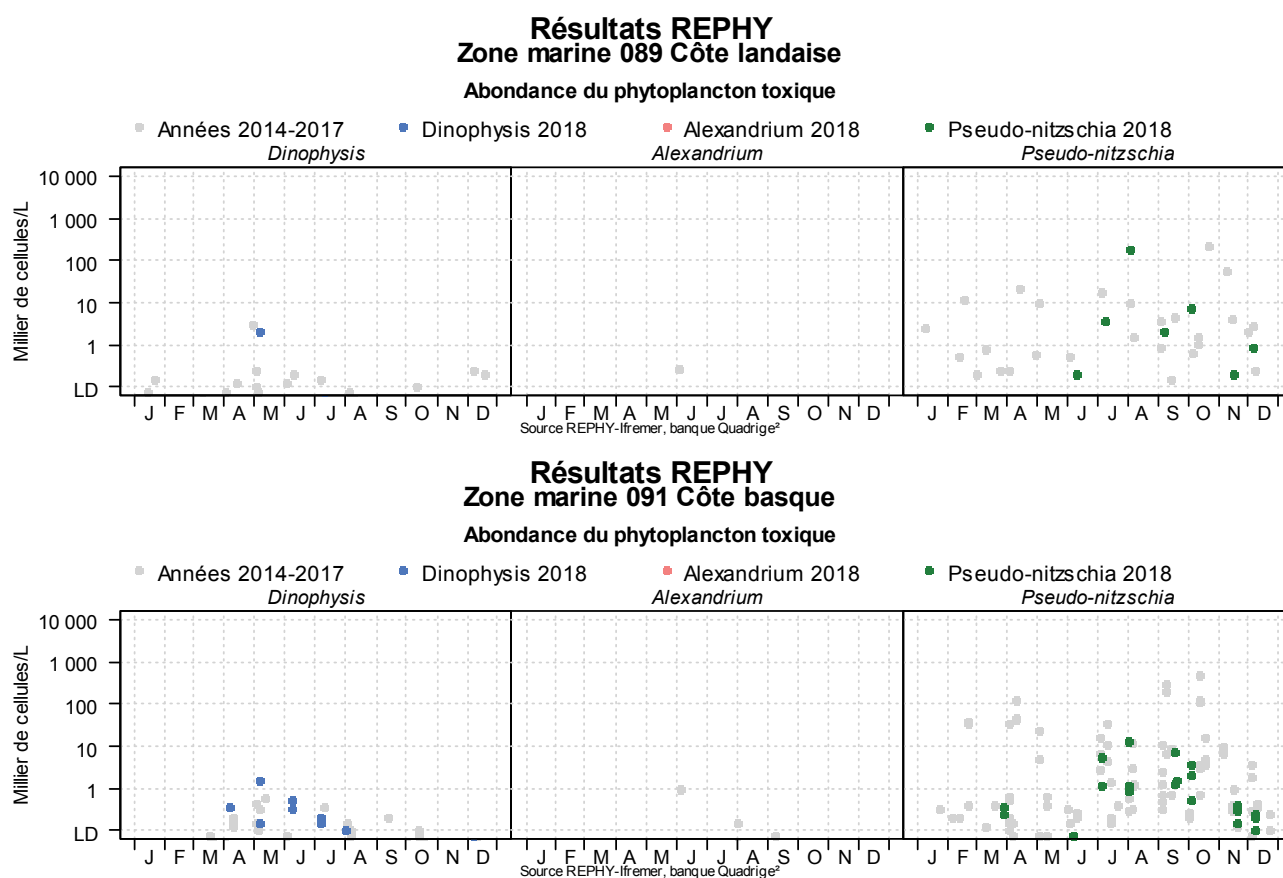 Résultats REPHY
Zone marine 089 Côte landaise
Abondance du phytoplancton toxique
Années 2014-2017 Dinophysis 2018 Alexandrium 2018 Pseudo-nitzschia 2018
Dinophysis Alexandrium Pseudo-nitzschia
Millier de cellules/L
10 000
1 000
100
10
1
LD
J F M A M J J A S O N D J F M A M J J A S O N D J F M A M J J A S O N D
Source REPHY-Ifremer, banque Quadrige²
Résultats REPHY
Zone marine 091 Côte basque
Abondance du phytoplancton toxique
Années 2014-2017 Dinophysis 2018 Alexandrium 2018 Pseudo-nitzschia 2018
Dinophysis Alexandrium Pseudo-nitzschia
Millier de cellules/L
10 000
1 000
100
10
1
LD
J F M A M J J A S O N D J F M A M J J A S O N D J F M A M J J A S O N D
Source REPHY-Ifremer, banque Quadrige²